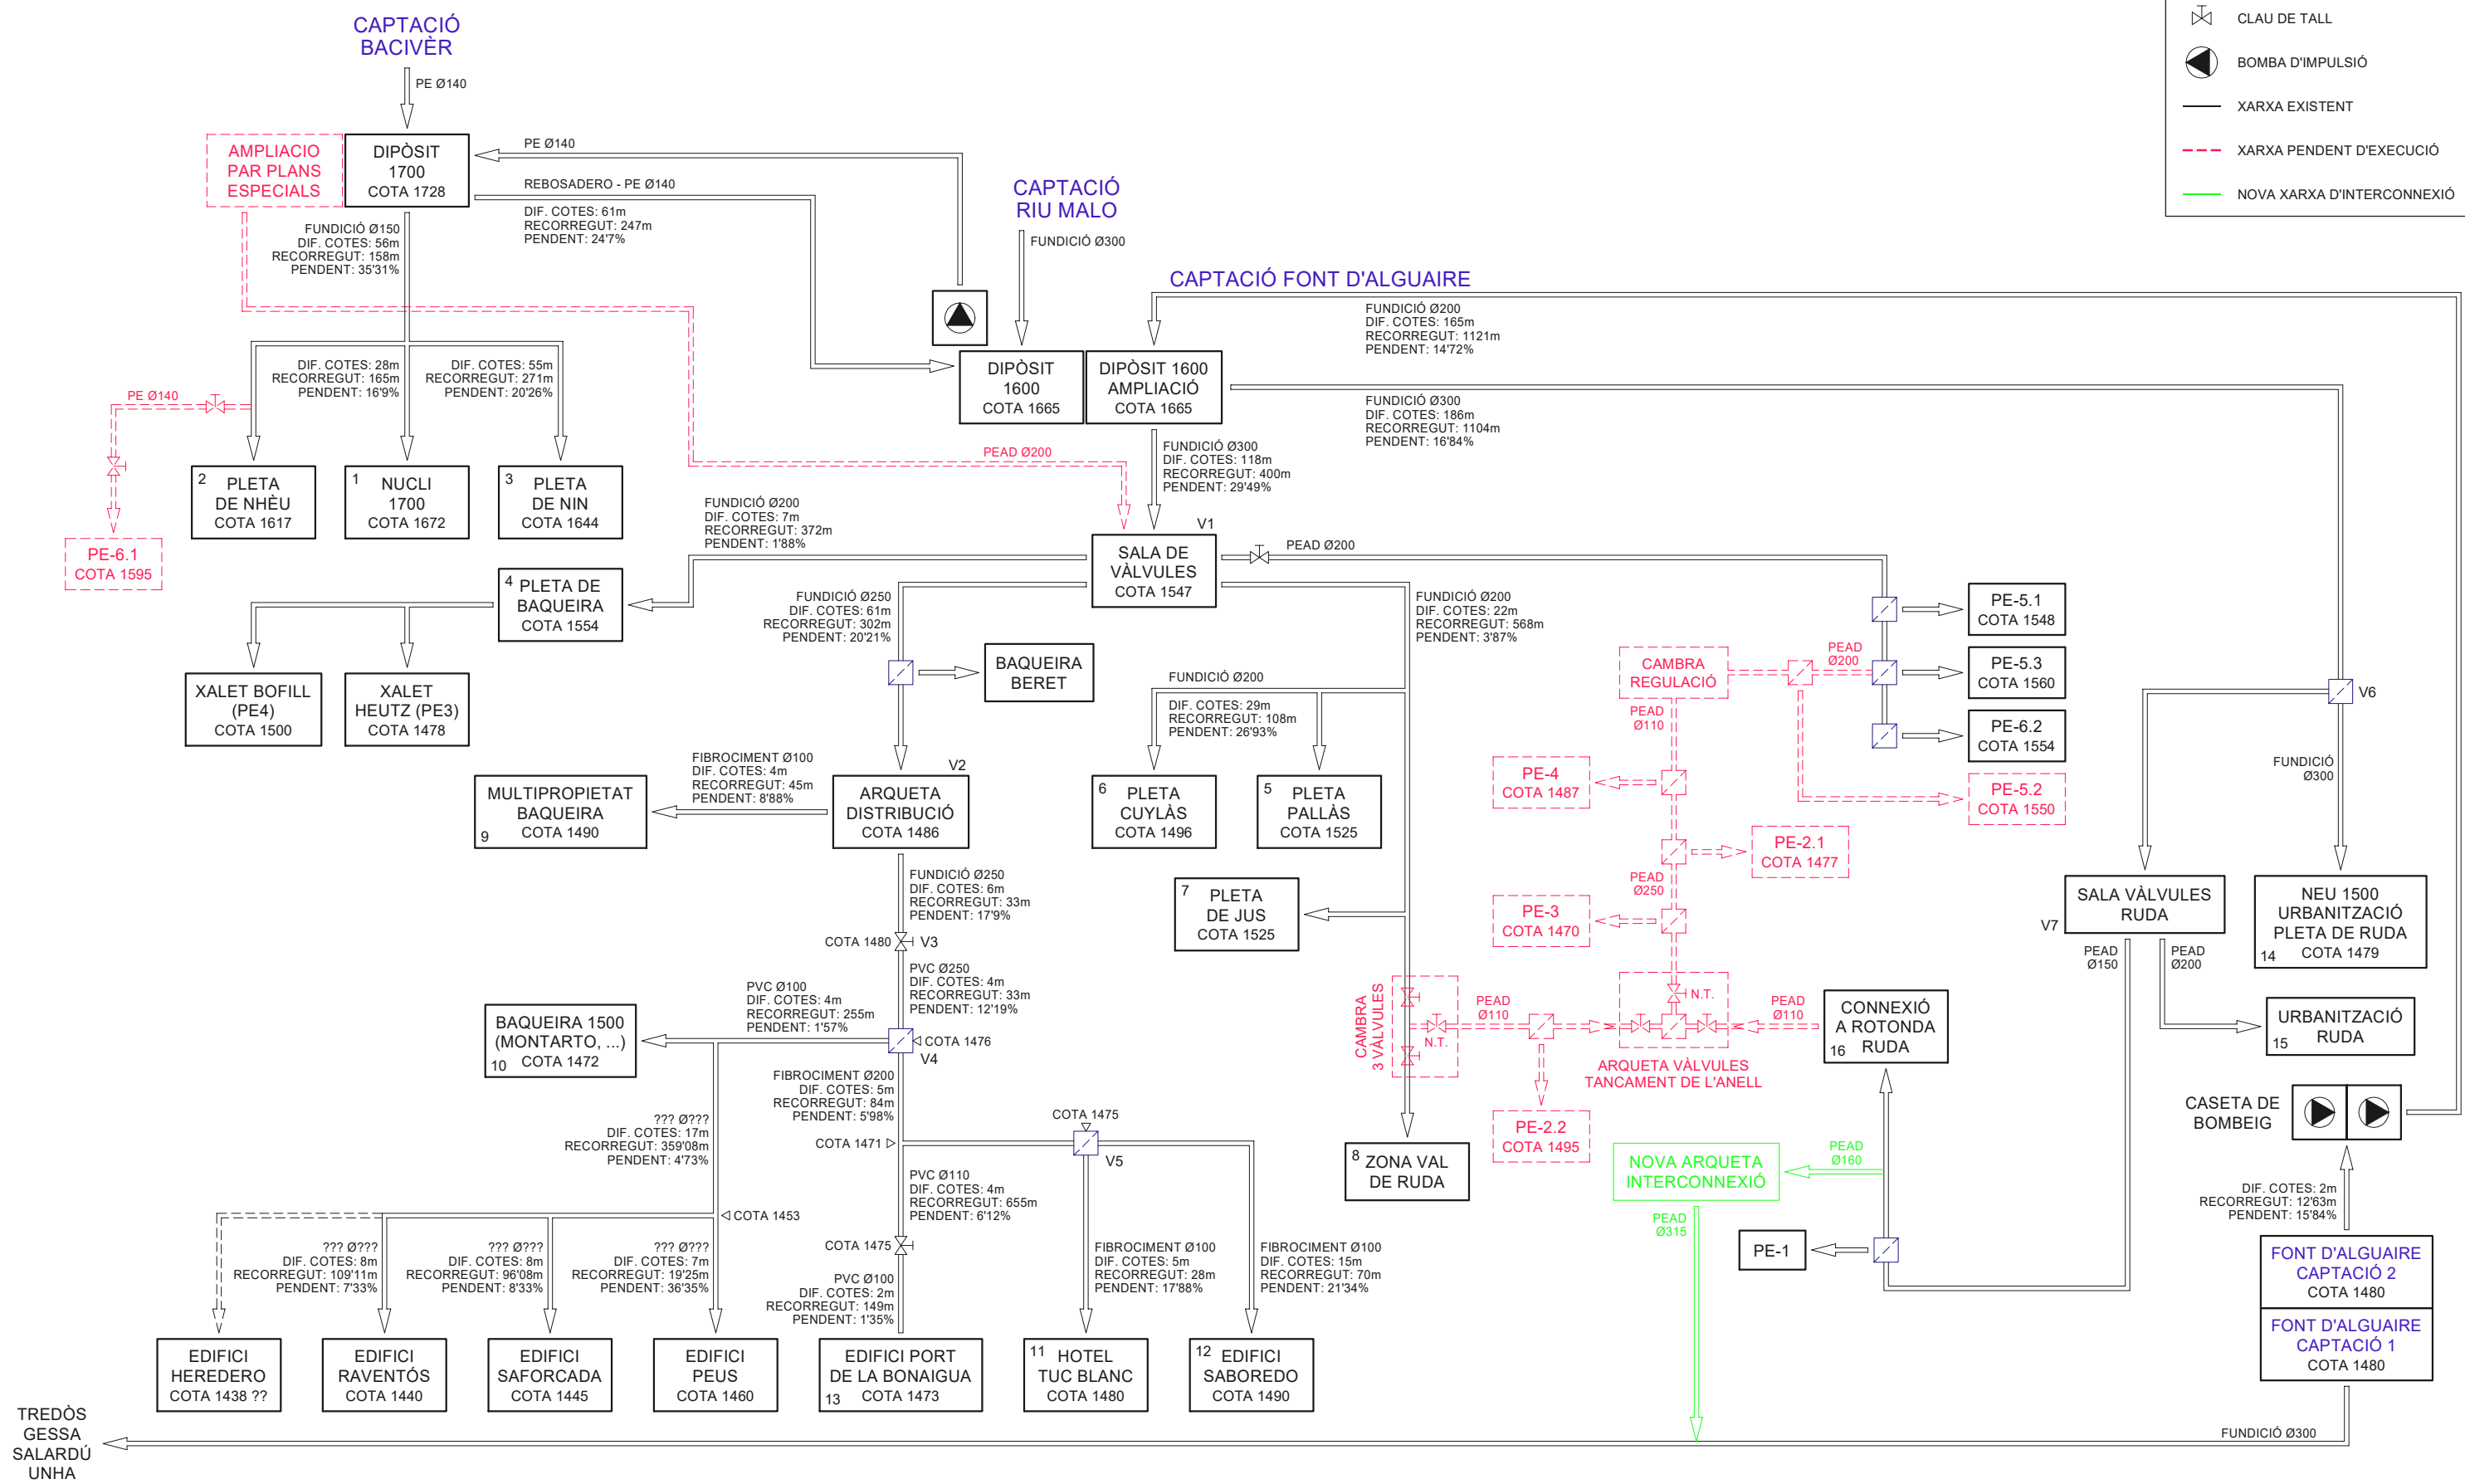 CAPTACIÓ
BACIVÈR
PE Ø140
CLAU DE TALL
BOMBA D'IMPULSIÓ
XARXA EXISTENT
XARXA PENDENT D'EXECUCIÓ
NOVA XARXA D'INTERCONNEXIÓ
AMPLIACIO
PAR PLANS
ESPECIALS
DIPÒSIT
1700
COTA 1728
PE Ø140
REBOSADERO - PE Ø140
DIF. COTES: 61m
RECORREGUT: 247m
PENDENT: 24'7%
CAPTACIÓ
RIU MALO
FUNDICIÓ Ø300
CAPTACIÓ FONT D'ALGUAIRE
FUNDICIÓ Ø150
DIF. COTES: 56m
RECORREGUT: 158m
PENDENT: 35'31%
FUNDICIÓ Ø200
DIF. COTES: 165m
RECORREGUT: 1121m
PENDENT: 14'72%
DIF. COTES: 28m
RECORREGUT: 165m
PENDENT: 16'9%
DIF. COTES: 55m
RECORREGUT: 271m
PENDENT: 20'26%
DIPÒSIT
1600
COTA 1665
DIPÒSIT 1600
AMPLIACIÓ
COTA 1665
FUNDICIÓ Ø300
DIF. COTES: 186m
RECORREGUT: 1104m
PENDENT: 16'84%
PE Ø140
PEAD Ø200
FUNDICIÓ Ø300
DIF. COTES: 118m
RECORREGUT: 400m
PENDENT: 29'49%
2 PLETA
DE NHÈU
COTA 1617
1 NUCLI
1700
COTA 1672
3 PLETA
DE NIN
COTA 1644
FUNDICIÓ Ø200
DIF. COTES: 7m
RECORREGUT: 372m
PENDENT: 1'88%
V1
SALA DE
VÀLVULES
COTA 1547
PEAD Ø200
PE-6.1
COTA 1595
4 PLETA DE
BAQUEIRA
COTA 1554
FUNDICIÓ Ø250
DIF. COTES: 61m
RECORREGUT: 302m
PENDENT: 20'21%
FUNDICIÓ Ø200
DIF. COTES: 22m
RECORREGUT: 568m
PENDENT: 3'87%
PE-5.1
COTA 1548
XALET BOFILL
(PE4)
COTA 1500
XALET
HEUTZ (PE3)
COTA 1478
BAQUEIRA
BERET
FUNDICIÓ Ø200
CAMBRA
REGULACIÓ
PEAD
Ø200
PE-5.3
COTA 1560
V6
DIF. COTES: 29m
RECORREGUT: 108m
PENDENT: 26'93%
PEAD
Ø110
PE-6.2
COTA 1554
FIBROCIMENT Ø100
DIF. COTES: 4m
RECORREGUT: 45m
PENDENT: 8'88%
V2
FUNDICIÓ
Ø300
MULTIPROPIETAT
BAQUEIRA
9 COTA 1490
ARQUETA
DISTRIBUCIÓ
COTA 1486
6 PLETA
CUYLÀS
COTA 1496
5 PLETA
PALLÀS
COTA 1525
PE-4
COTA 1487
PE-5.2
COTA 1550
PE-2.1
COTA 1477
FUNDICIÓ Ø250
DIF. COTES: 6m
RECORREGUT: 33m
PENDENT: 17'9%
7 PLETA
DE JUS
COTA 1525
PEAD
Ø250
PE-3
COTA 1470
SALA VÀLVULES
RUDA
V7
NEU 1500
URBANITZACIÓ
PLETA DE RUDA
14 COTA 1479
COTA 1480
V3
PEAD
Ø150
PEAD
Ø200
PVC Ø250
DIF. COTES: 4m
RECORREGUT: 33m
PENDENT: 12'19%
PVC Ø100
DIF. COTES: 4m
RECORREGUT: 255m
PENDENT: 1'57%
BAQUEIRA 1500
(MONTARTO, ...)
10 COTA 1472
COTA 1476
V4
CAMBRA
3 VÀLVULES
N.T.
PEAD
Ø110
N.T.
PEAD
Ø110
CONNEXIÓ
A ROTONDA
16 RUDA
URBANITZACIÓ
15 RUDA
ARQUETA VÀLVULES
TANCAMENT DE L'ANELL
FIBROCIMENT Ø200
DIF. COTES: 5m
RECORREGUT: 84m
PENDENT: 5'98%
COTA 1475
V5
COTA 1471
CASETA DE
BOMBEIG
??? Ø???
DIF. COTES: 17m
RECORREGUT: 359'08m
PENDENT: 4'73%
PE-2.2
COTA 1495
8 ZONA VAL
DE RUDA
NOVA ARQUETA
INTERCONNEXIÓ
PEAD
Ø160
PVC Ø110
DIF. COTES: 4m
RECORREGUT: 655m
PENDENT: 6'12%
DIF. COTES: 2m
RECORREGUT: 12'63m
PENDENT: 15'84%
COTA 1453
PEAD
Ø315
COTA 1475
PE-1
??? Ø???
DIF. COTES: 8m
RECORREGUT: 109'11m
PENDENT: 7'33%
??? Ø???
DIF. COTES: 8m
RECORREGUT: 96'08m
PENDENT: 8'33%
??? Ø???
DIF. COTES: 7m
RECORREGUT: 19'25m
PENDENT: 36'35%
PVC Ø100
DIF. COTES: 2m
RECORREGUT: 149m
PENDENT: 1'35%
FIBROCIMENT Ø100
DIF. COTES: 5m
RECORREGUT: 28m
PENDENT: 17'88%
FIBROCIMENT Ø100
DIF. COTES: 15m
RECORREGUT: 70m
PENDENT: 21'34%
FONT D'ALGUAIRE
CAPTACIÓ 2
COTA 1480
FONT D'ALGUAIRE
CAPTACIÓ 1
COTA 1480
EDIFICI
HEREDERO
COTA 1438 ??
EDIFICI
RAVENTÓS
COTA 1440
EDIFICI
SAFORCADA
COTA 1445
EDIFICI
PEUS
COTA 1460
EDIFICI PORT
DE LA BONAIGUA
13 COTA 1473
11 HOTEL
TUC BLANC
COTA 1480
12 EDIFICI
SABOREDO
COTA 1490
TREDÒS
GESSA
SALARDÚ
UNHA
FUNDICIÓ Ø300